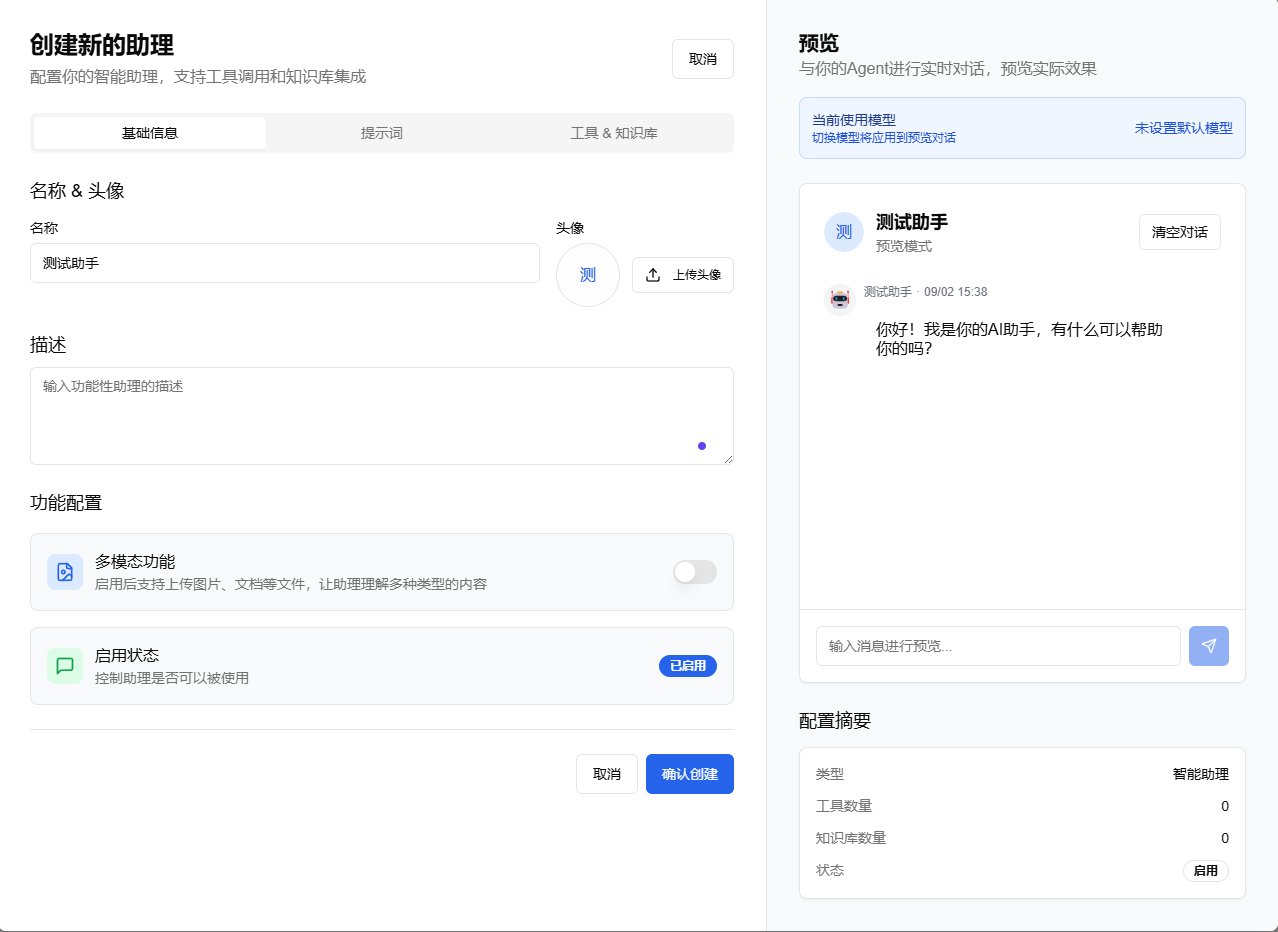 创建新的助理
配置你的智能助理，支持工具调用和知识库集成
取消
基础信息
提示词
工具 & 知识库
名称 & 头像
名称
头像
测试助手
测
上传头像
描述
输入功能性助理的描述
功能配置
多模态功能
启用后支持上传图片、文档等文件，让助理理解多种类型的内容
启用状态
控制助理是否可以被使用
已启用
取消
确认创建
预览
与你的Agent进行实时对话，预览实际效果
当前使用模型
切换模型将应用到预览对话
未设置默认模型
测
测试助手
预览模式
清空对话
测试助手 · 09/02 15:38
你好！我是你的AI助手，有什么可以帮助
你的吗？
输入消息进行预览...
配置摘要
类型
智能助理
工具数量
0
知识库数量
0
状态
启用